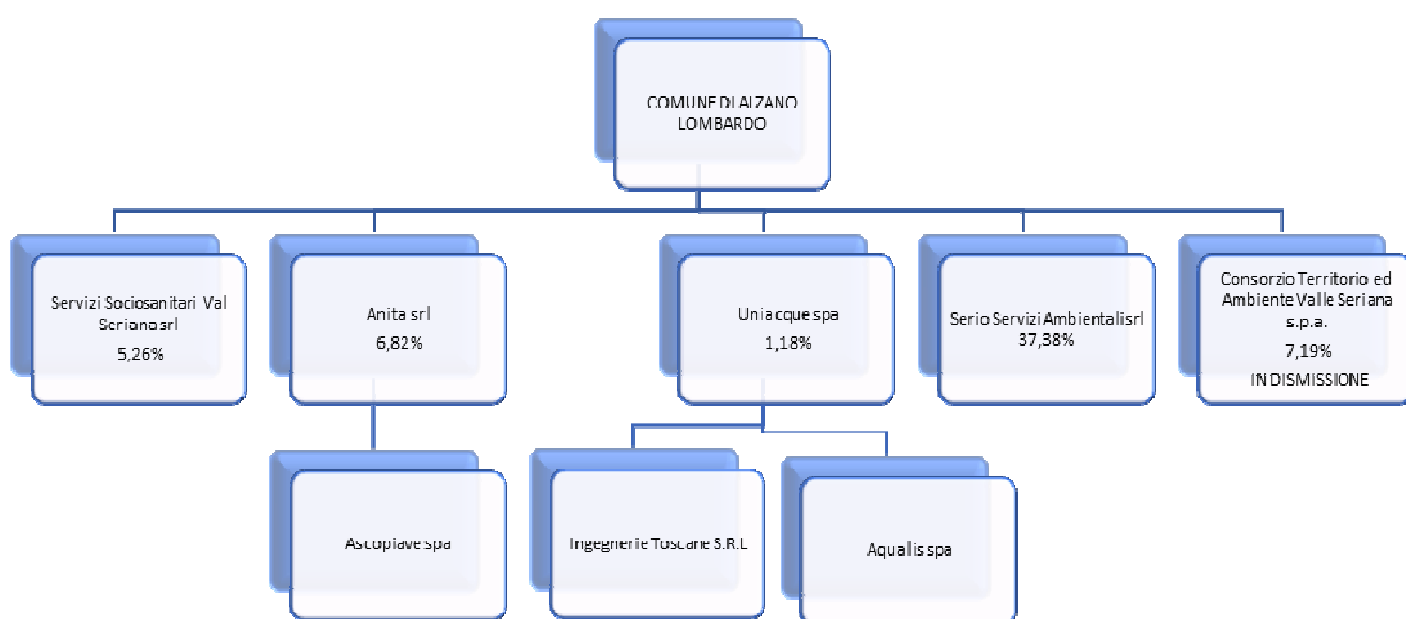 COMUNE DI ALZANO
LOMBARDO
Servizi Sociosanitari Val
Seriana srl
5,26%
Anita srl
6,82%
Uniacque spa
1,18%
Serio Servizi Ambientali srl
37,38%
Consorzio Territorio ed
Ambiente Valle Seriana
s.p.a.
7,19%
IN DISMISSIONE
Ascopiave spa
Ingegnerie Toscane S.R.L
Aqualis spa